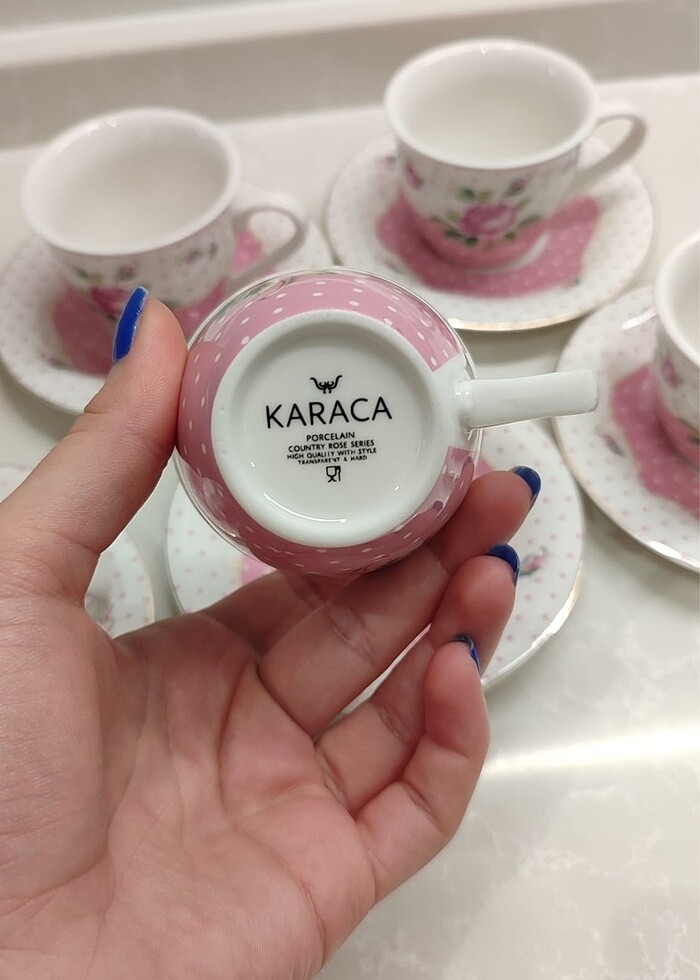 KARACA
PORCELAIN
COUNTRY ROSE SERIES
HIGH QUALITY WITH STYLE
TRANSPARENT & HARD